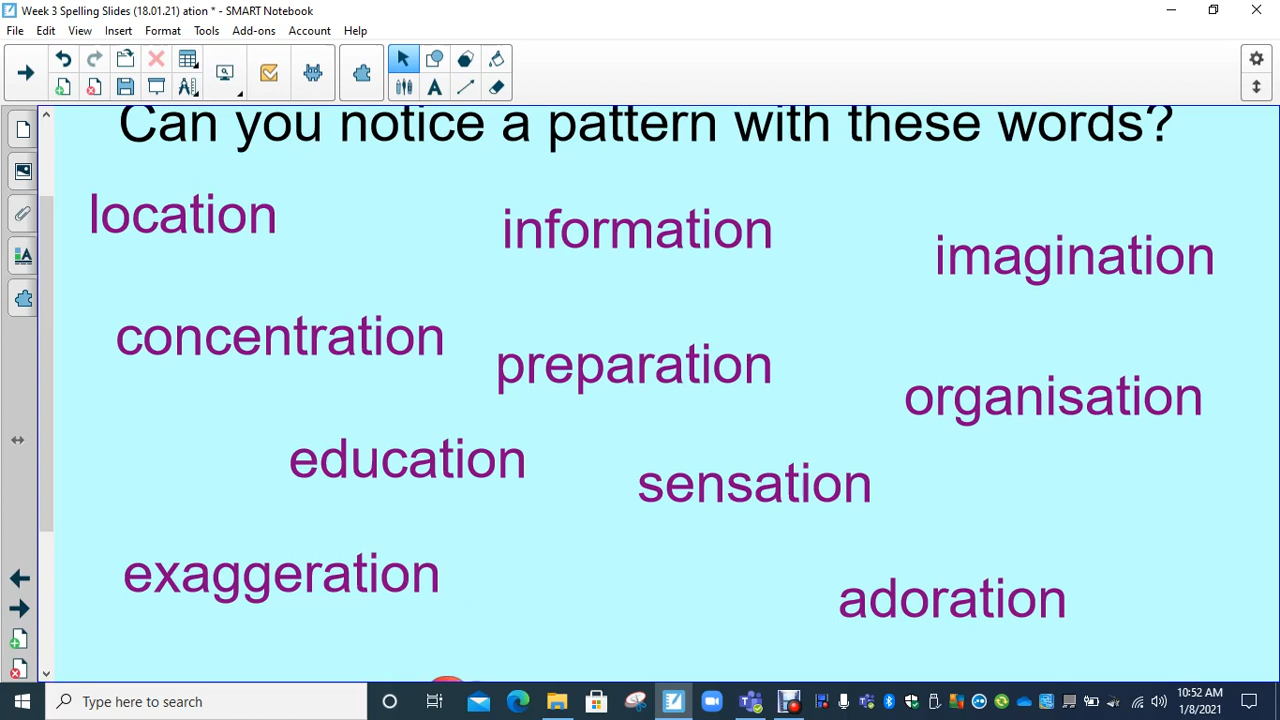 Week 3 Spelling Slides (18.01.21) ation * - SMART Notebook
File Edit View Insert Format Tools Add-ons Account Help
Can you notice a pattern with these words?
location
information
imagination
concentration
preparation
organisation
education
sensation
exaggeration
adoration
Type here to search
10:52 AM
1/8/2021